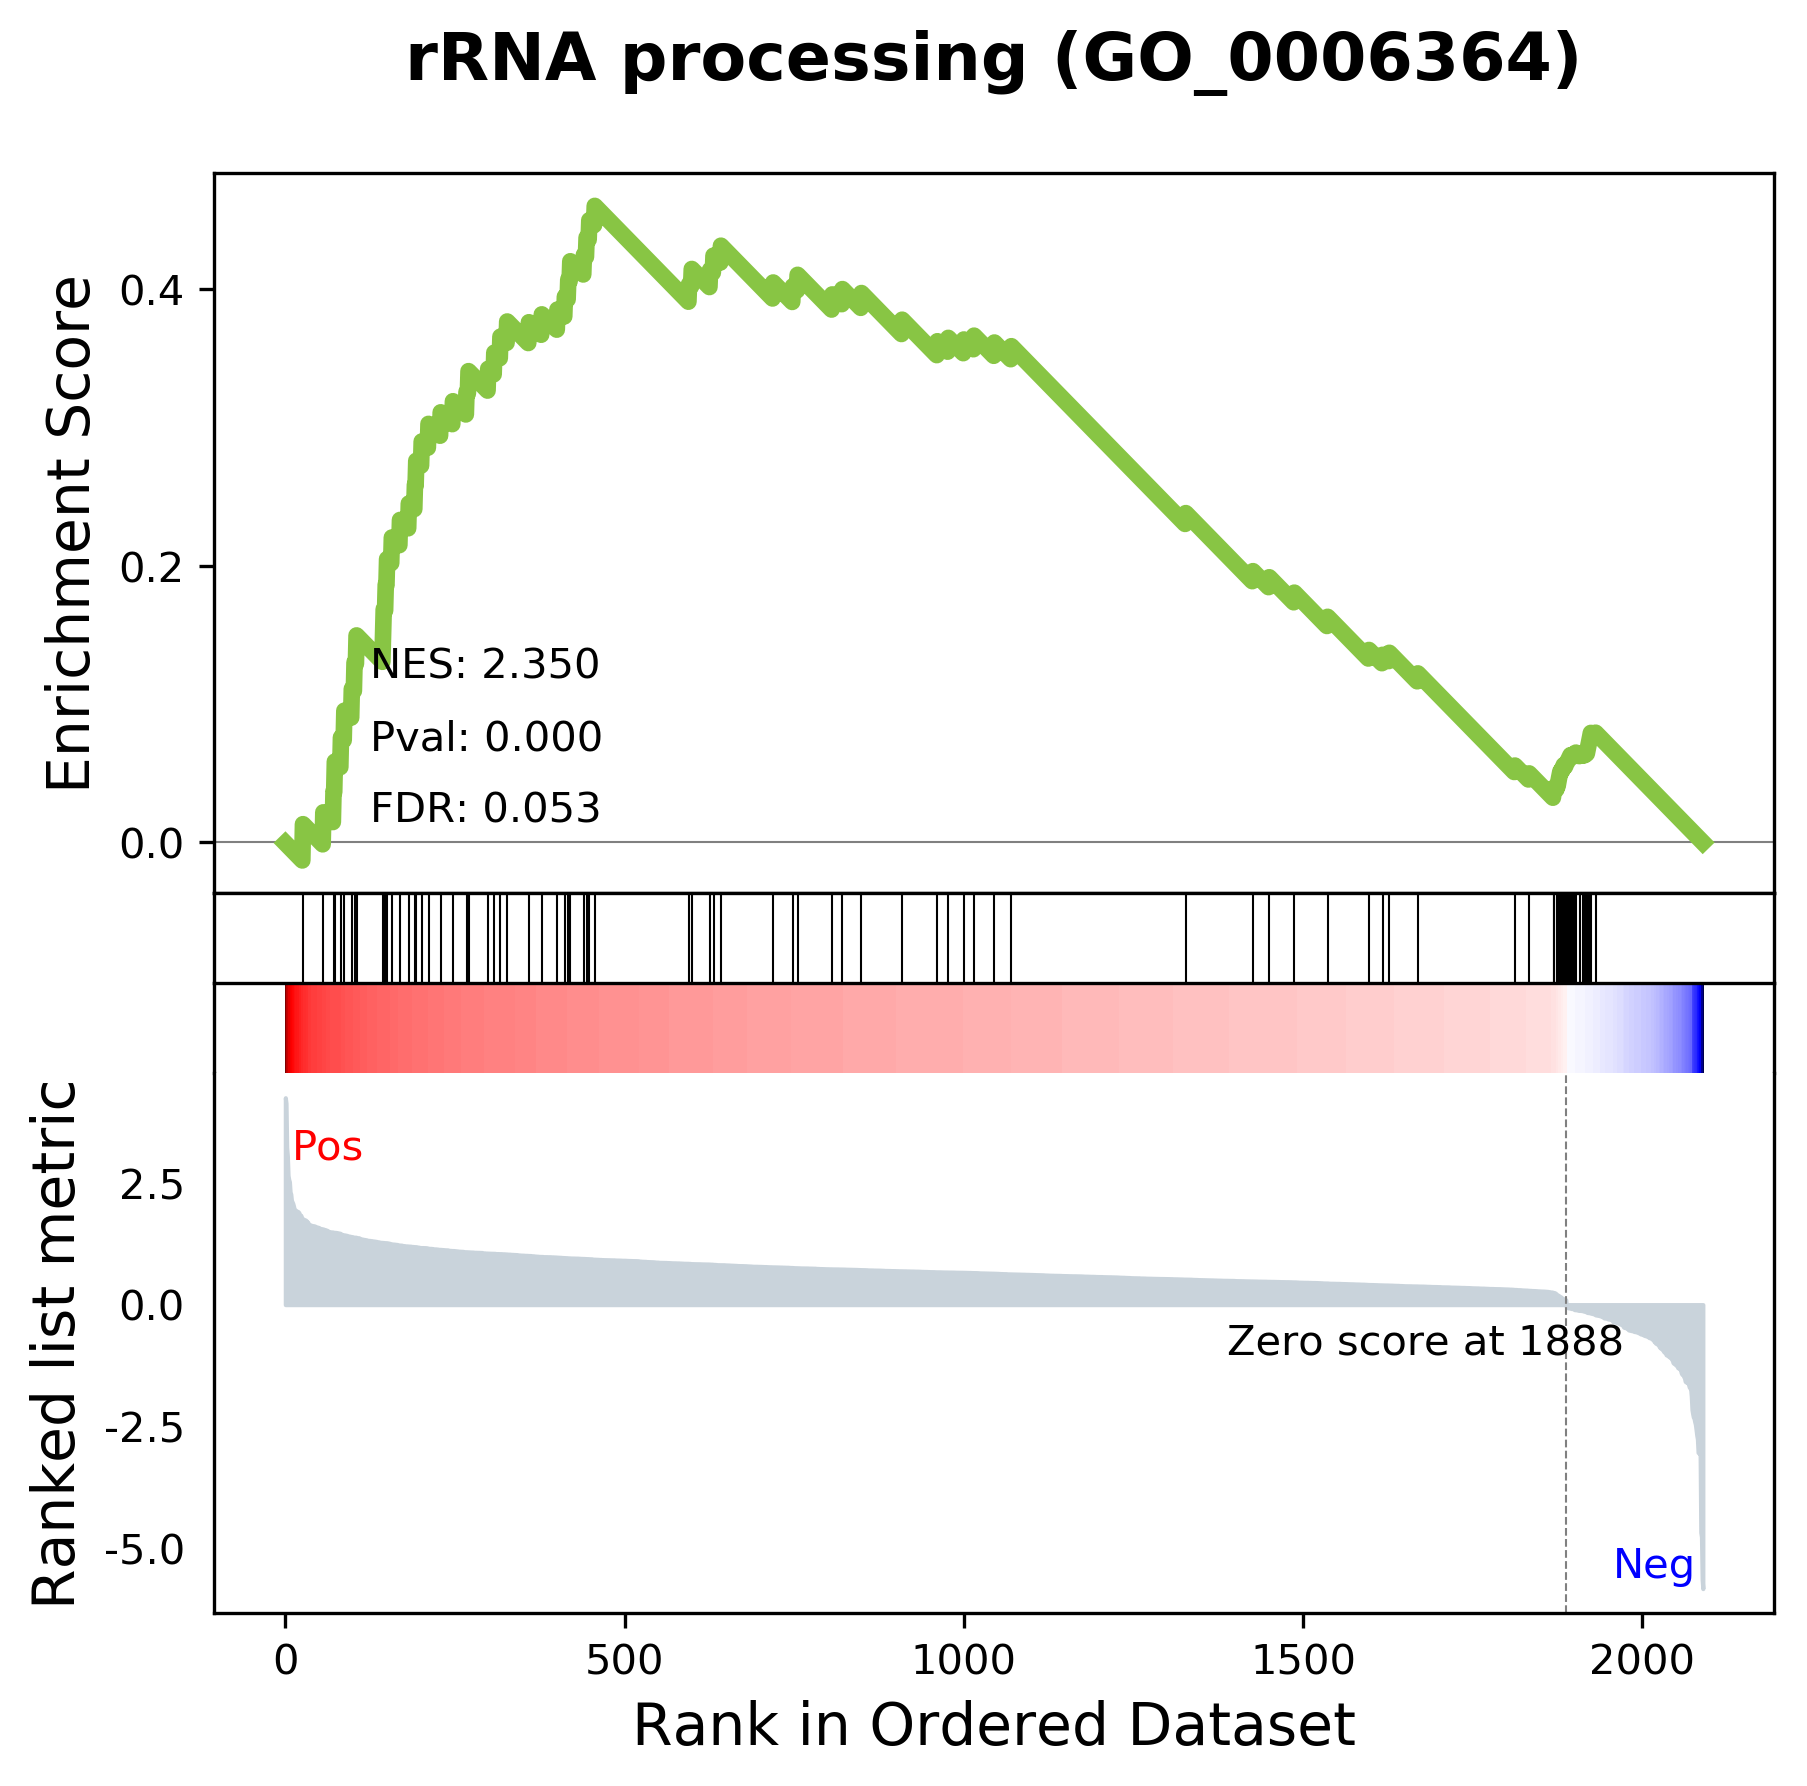 rRNA processing (GO_0006364)
Enrichment Score
0.4
0.2
0.0
NES: 2.350
Pval: 0.000
FDR: 0.053
Ranked list metric
Pos
2.5
0.0
-2.5
-5.0
Zero score at 1888
Neg
0 500 1000 1500 2000
Rank in Ordered Dataset